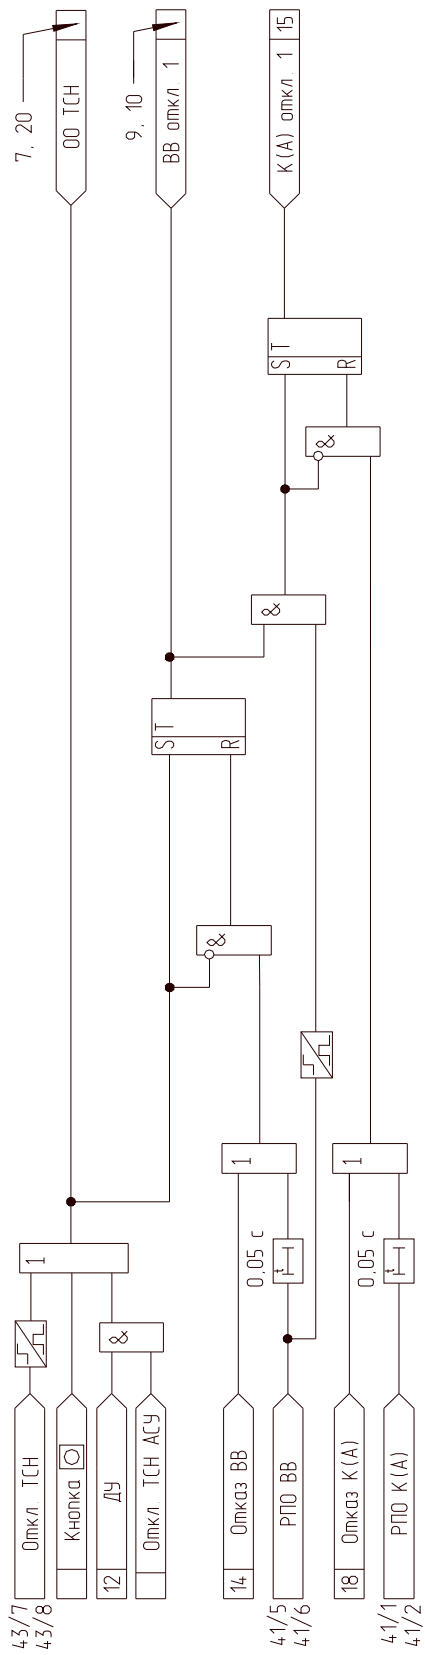 43/7
43/8
Откл. ТСН
1
ОО ТСН
7, 20
Кнопка
12
ДУ
&
Откл. ТСН АСУ
S T
R
ВВ откл. 1
9, 10
&
14
Отказ ВВ
1
41/5
41/6
РПО ВВ
0,05 с
t
&
S T
R
К(А) откл. 1
15
&
18
Отказ К(А)
1
41/1
41/2
РПО К(А)
0,05 с
t